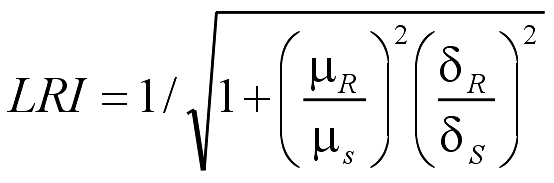 LRI = 1/√(1+(μ_R/μ_s)^2(δ_R/δ_S)^2)